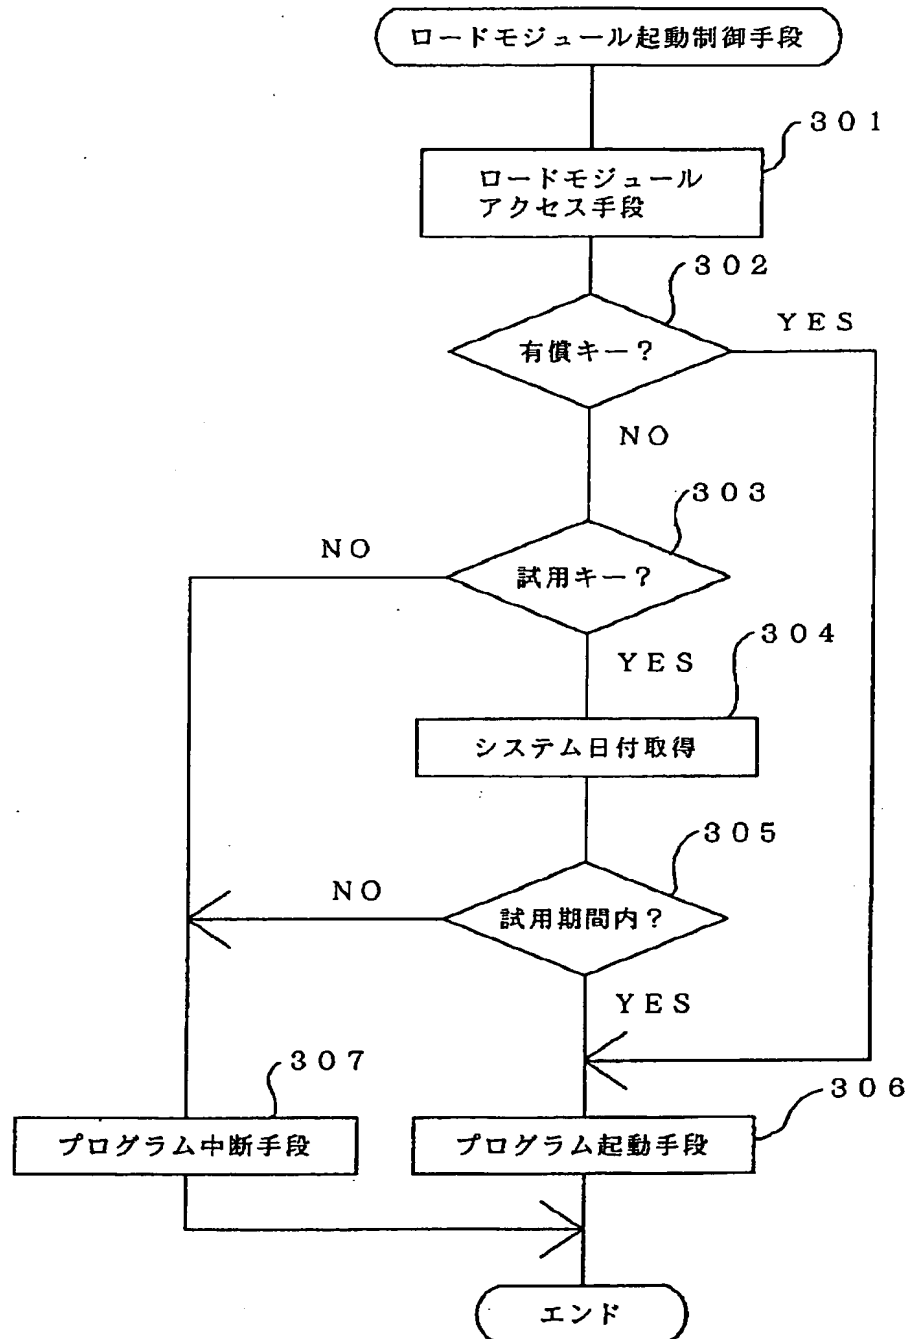 ロードモジュール起動制御手段
301
ロードモジュール
アクセス手段
302
有償キー？
YES
NO
303
試用キー？
NO
YES
304
システム日付取得
305
試用期間内？
NO
YES
307
プログラム中断手段
306
プログラム起動手段
エンド